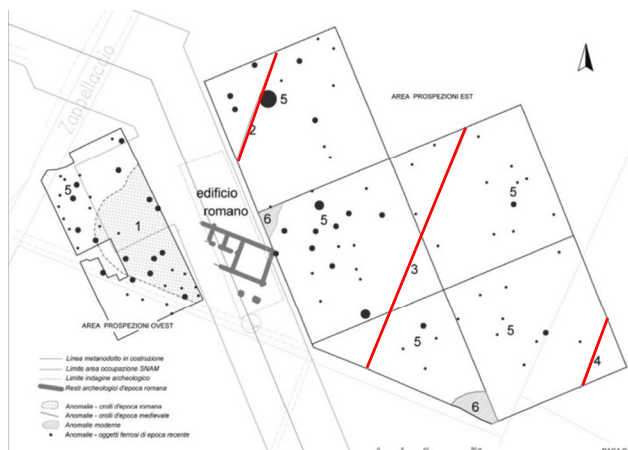 Zappellaccio
AREA PROSPEZIONI EST
5
2
edificio
romano
6
5
5
5
1
3
5
5
4
6
AREA PROSPEZIONI OVEST
Linea metanodotto in costruzione
Limite area occupazione SNAM
Limite indagine archeologico
Resti archeologici d'epoca romana
Anomalie - crolli d'epoca romana
Anomalie - crolli d'epoca medievale
Anomalie moderne
Anomalie - oggetti ferrosi di epoca recente